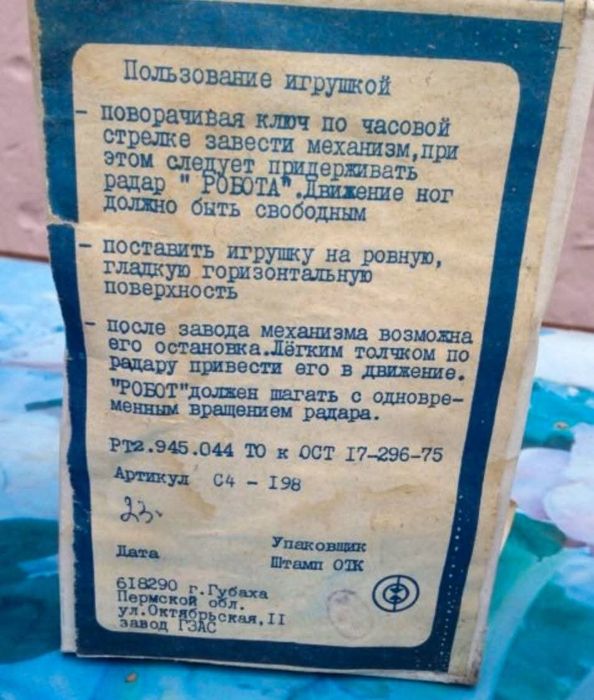 Пользование игрушкой
- поворачивая ключ по часовой
стрелке завести механизм,при
этом следует придерживать
радар " РОБОТА".Движение ног
должно быть свободным
- поставить игрушку на ровную,
гладкую горизонтальную
поверхность
- после завода механизма возможна
его остановка.Лёгким толчком по
радару привести его в движение.
"РОБОТ"должен шагать с одновре-
менным вращением радара.
РТ2.945.044 ТО к ОСТ 17-296-75
Артикул С4 - I98
23.
Дата
Упаковщик
Штамп ОТК
618290 г.Губаха
Пермской обл.
ул.Октябрьская,II
завод ГЗАС